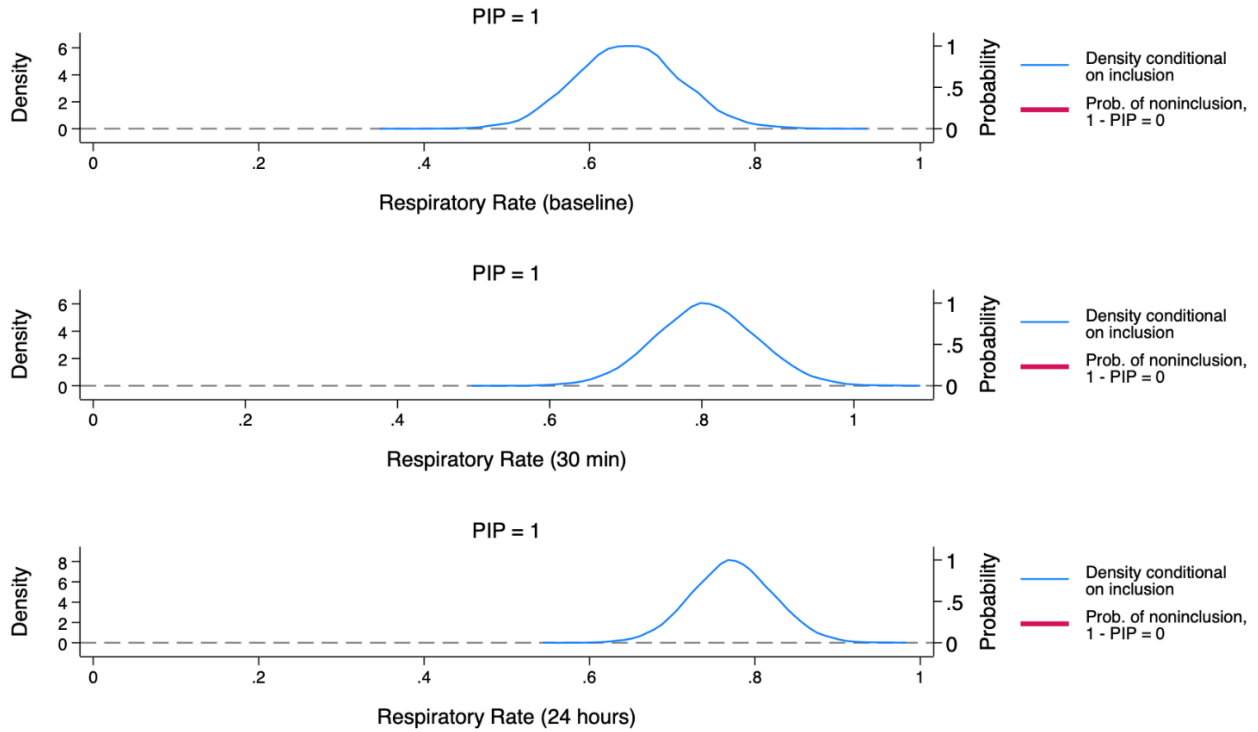 PIP = 1
Density
6
4
2
0
1
.5
0
Probability
Density conditional
on inclusion
Prob. of noninclusion,
1 - PIP = 0
0 .2 .4 .6 .8 1
Respiratory Rate (baseline)
PIP = 1
Density
6
4
2
0
1
.5
0
Probability
Density conditional
on inclusion
Prob. of noninclusion,
1 - PIP = 0
0 .2 .4 .6 .8 1
Respiratory Rate (30 min)
PIP = 1
Density
8
6
4
2
0
1
.5
0
Probability
Density conditional
on inclusion
Prob. of noninclusion,
1 - PIP = 0
0 .2 .4 .6 .8 1
Respiratory Rate (24 hours)